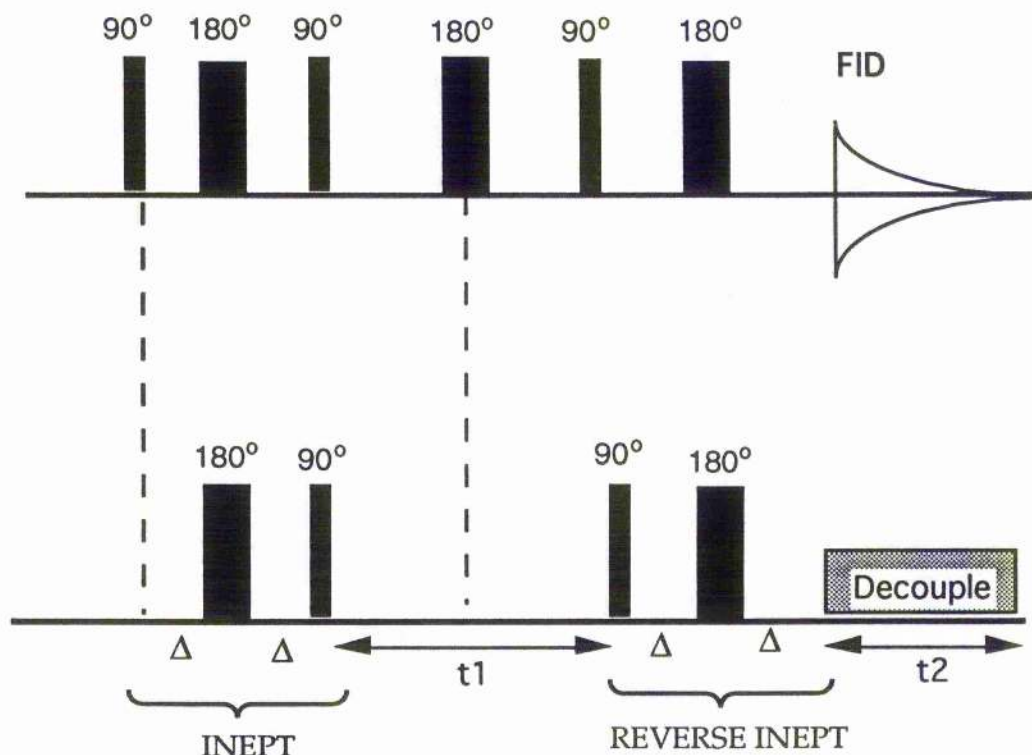 90° 180° 90° 180° 90° 180°
FID
180° 90° 90° 180°
Decouple
Δ Δ t1 Δ Δ t2
INEPT REVERSE INEPT